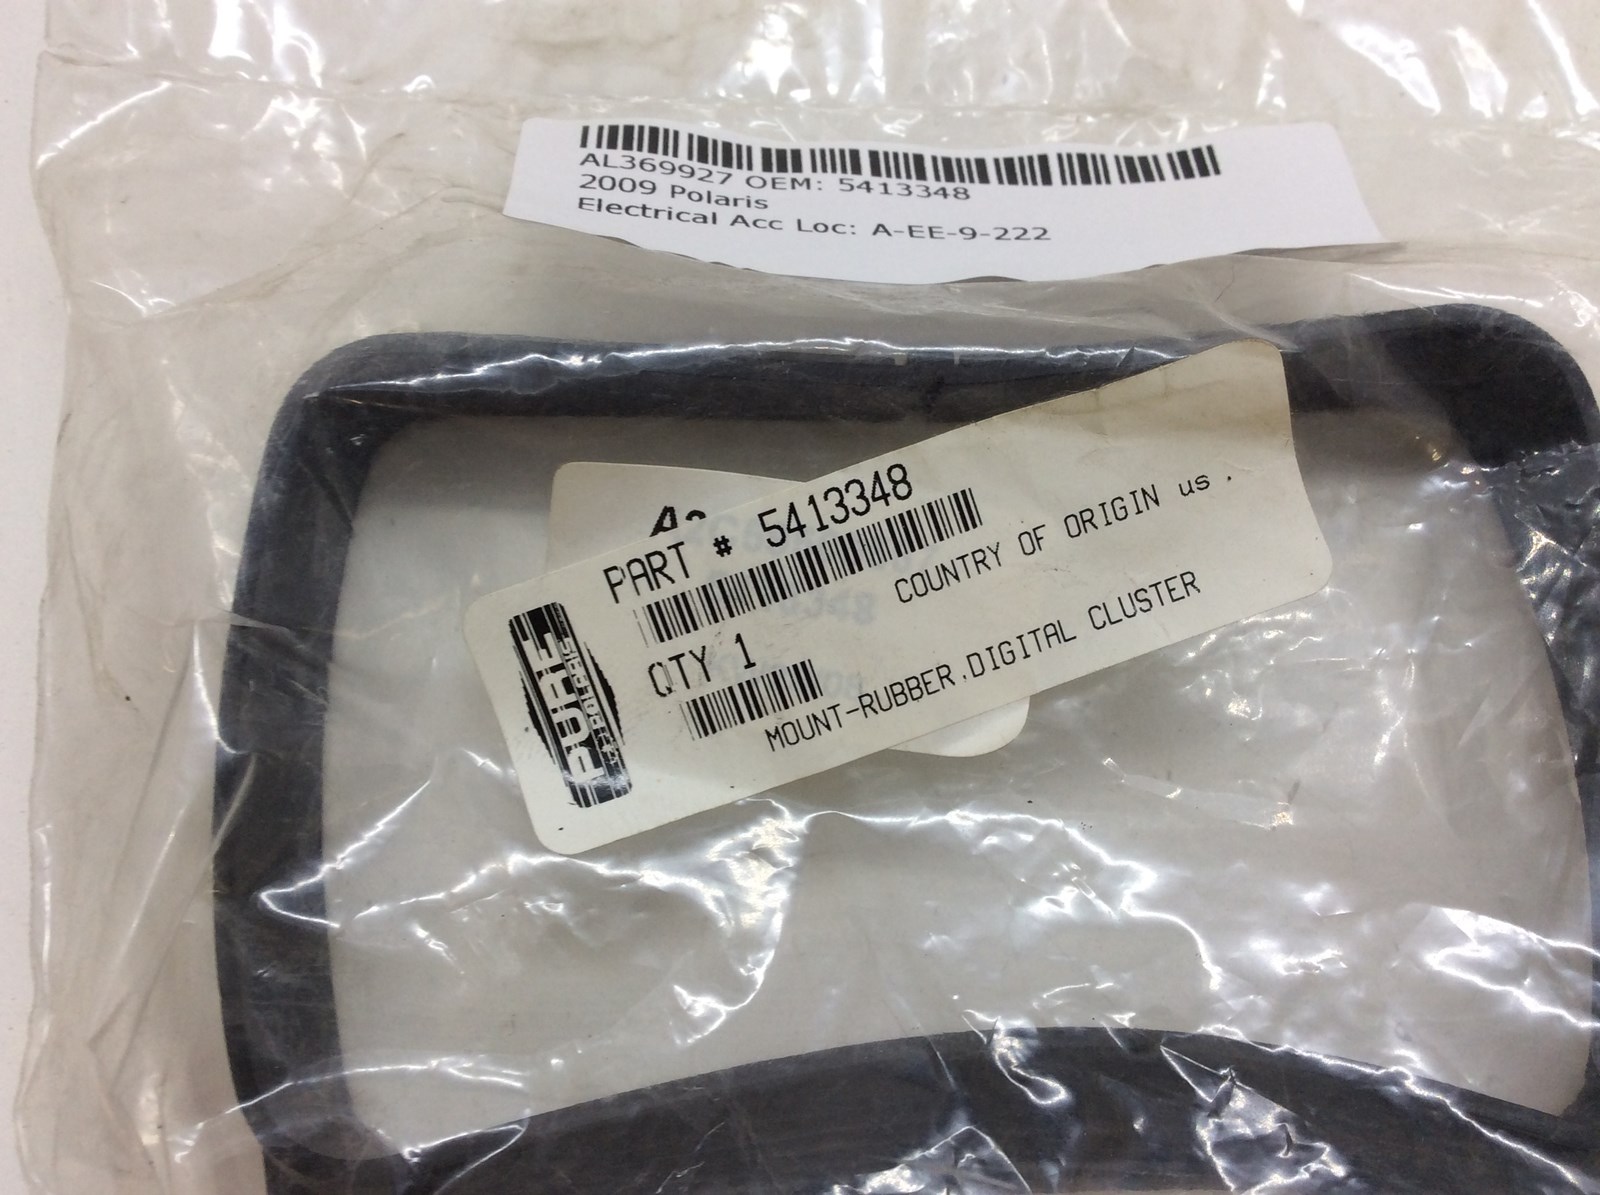 AL369927 OEM: 5413348
2009 Polaris
Electrical Acc Loc: A-EE-9-222
PART # 5413348
COUNTRY OF ORIGIN us .
QTY 1
MOUNT-RUBBER,DIGITAL CLUSTER
PURE